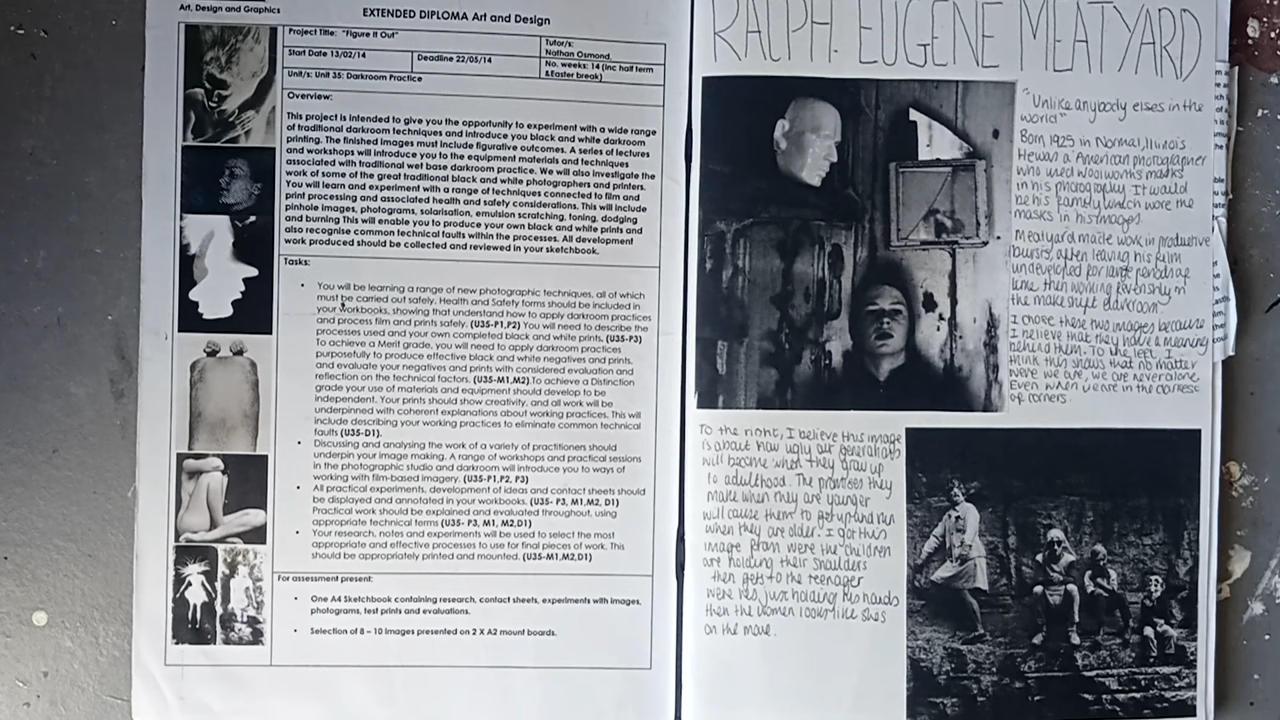 Art, Design and Graphics
EXTENDED DIPLOMA Art and Design
Project Title: "Figure It Out"
Tutor/s:
Nathan Osmond,
Start Date 13/02/14
Deadline 22/05/14
No. weeks: 14 (inc half term
&Easter break)
Unit/s: Unit 35: Darkroom Practice
Overview:
This project is intended to give you the opportunity to experiment with a wide range
of traditional darkroom techniques and introduce you black and white darkroom
printing. The finished images must include figurative outcomes. A series of lectures
and workshops will introduce you to the equipment materials and techniques
associated with traditional wet base darkroom practice. We will also investigate the
work of some of the great traditional black and white photographers and printers.
You will learn and experiment with a range of techniques connected to film and
print processing and associated health and safety considerations. This will include
pinhole images, photograms, solarisation, emulsion scratching, toning, dodging
and burning This will enable you to produce your own black and white prints and
also recognise common technical faults within the processes. All development
work produced should be collected and reviewed in your sketchbook.
Tasks:
• You will be learning a range of new photographic techniques, all of which
must be carried out safely. Health and Safety forms should be included in
your workbooks, showing that understand how to apply darkroom practices
and process film and prints safely. (U35-P1,P2) You will need to describe the
processes used and your own completed black and white prints. (U35-P3)
To achieve a Merit grade, you will need to apply darkroom practices
purposefully to produce effective black and white negatives and prints,
and evaluate your negatives and prints with considered evaluation and
reflection on the technical factors. (U35-M1,M2).To achieve a Distinction
grade your use of materials and equipment should develop to be
independent. Your prints should show creativity, and all work will be
underpinned with coherent explanations about working practices. This will
include describing your working practices to eliminate common technical
faults (U35-D1).
• Discussing and analysing the work of a variety of practitioners should
underpin your image making. A range of workshops and practical sessions
in the photographic studio and darkroom will introduce you to ways of
working with film-based imagery. (U35-P1,P2, P3)
• All practical experiments, development of ideas and contact sheets should
be displayed and annotated in your workbooks. (U35- P3, M1,M2, D1)
Practical work should be explained and evaluated throughout, using
appropriate technical terms (U35- P3, M1, M2,D1)
• Your research, notes and experiments will be used to select the most
appropriate and effective processes to use for final pieces of work. This
should be appropriately printed and mounted. (U35-M1,M2,D1)
For assessment present:
• One A4 Sketchbook containing research, contact sheets, experiments with images,
photograms, test prints and evaluations.
• Selection of 8 – 10 images presented on 2 X A2 mount boards.
RALPH. EUGENE MEATYARD
"Unlike anybody elses in the
world"
Born 1925 in Normal, Illinois
He was a American photographer
who used Woolworths masks
in his photography. It would
be his family which wore the
masks in his images.
Meatyard made work in productive
bursts, often leaving his film
undeveloped for large periods of
time then working feverishly in
the makeshift darkroom.
I chose these two images because
I believe that they have a meaning
behind them. To the left, I
think this shows that no matter
were we are, we are never alone
Even when we are in the darkest
of corners.
To the right, I believe this image
is about how ugly our generations
will become when they grow up
to adulthood. The promises they
make when they are younger
will cause them to get up and run
when they are older. I got this
image from were the children
are holding their shoulders
then gets to the teenager
were hes just holding his hands
then the women looks like shes
on the move.